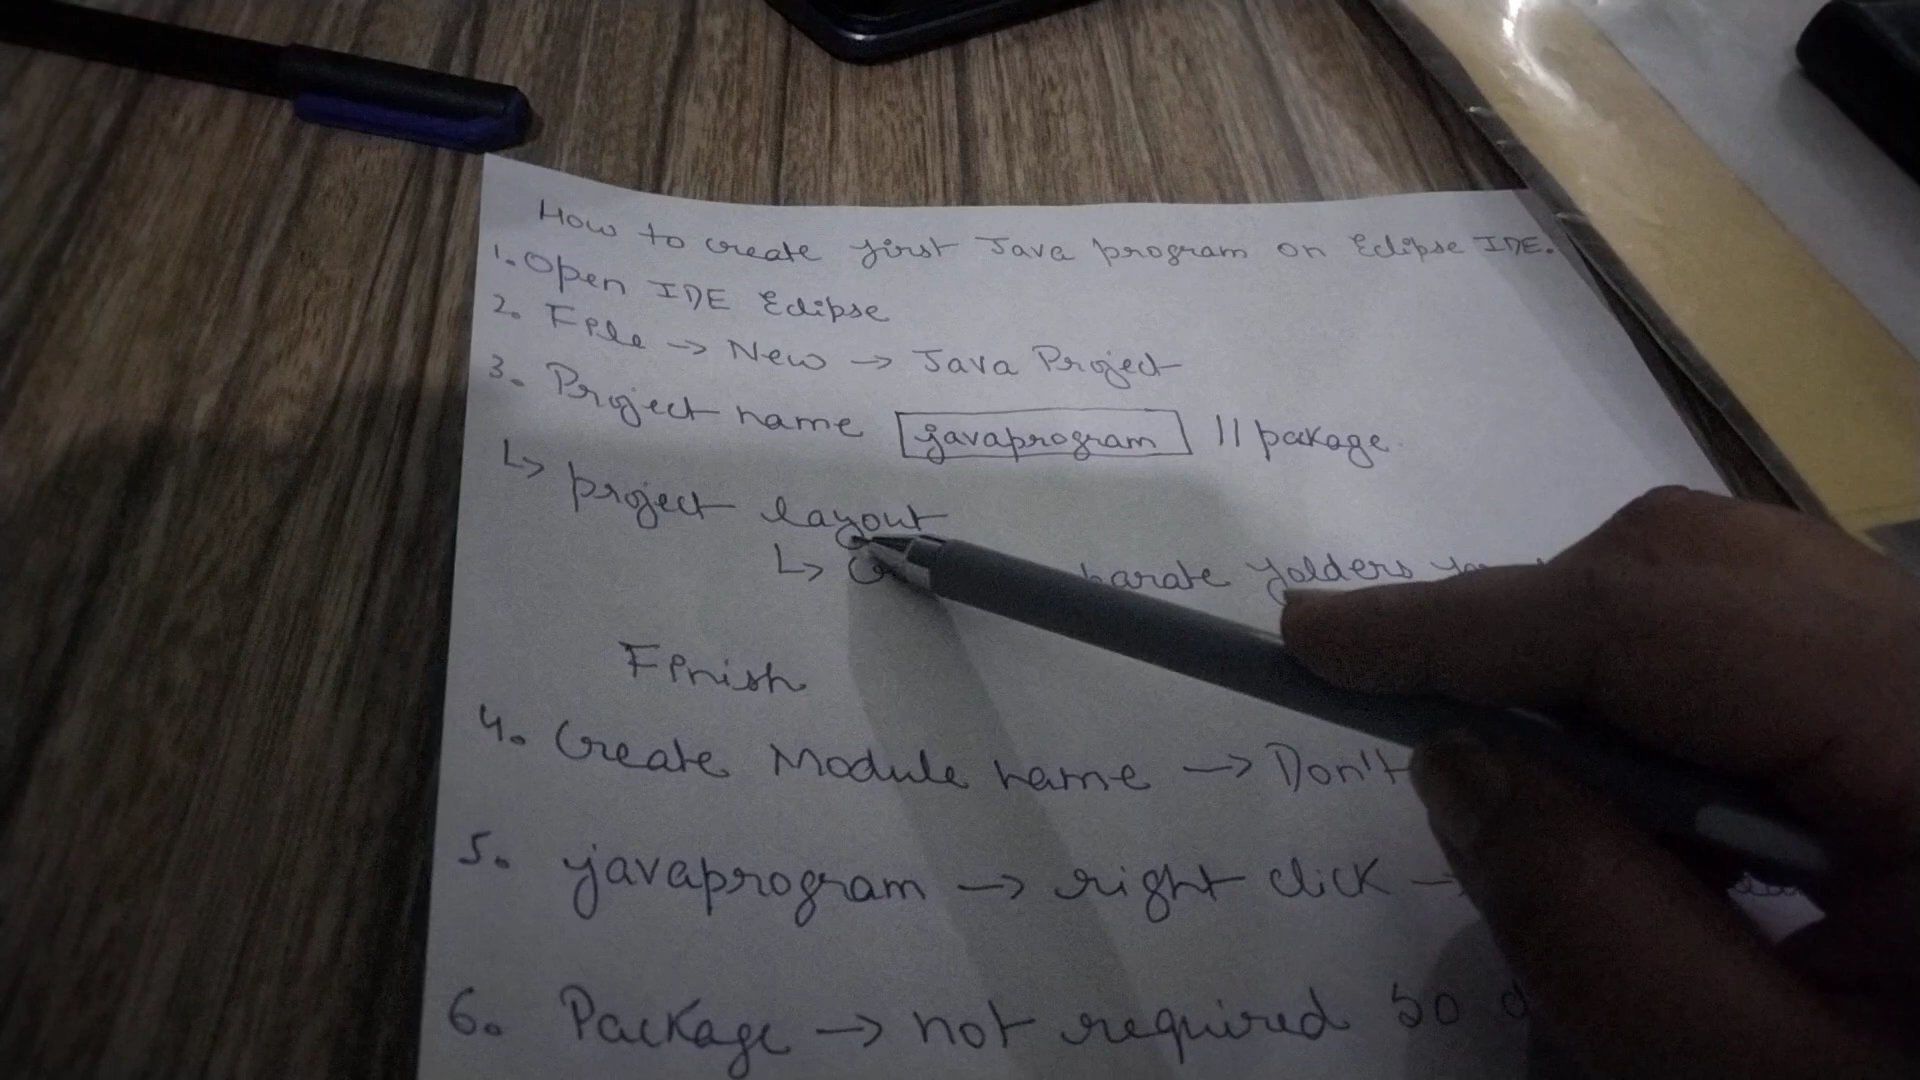 How to create first Java program on Eclipse IDE.
1. Open IDE Eclipse
2. File → New → Java Project
3. Project name javaprogram // package
↳ project layout
↳ folders
Finish
4. Create Module name → Don't
5. javaprogram → right click →
6. Package → not required so